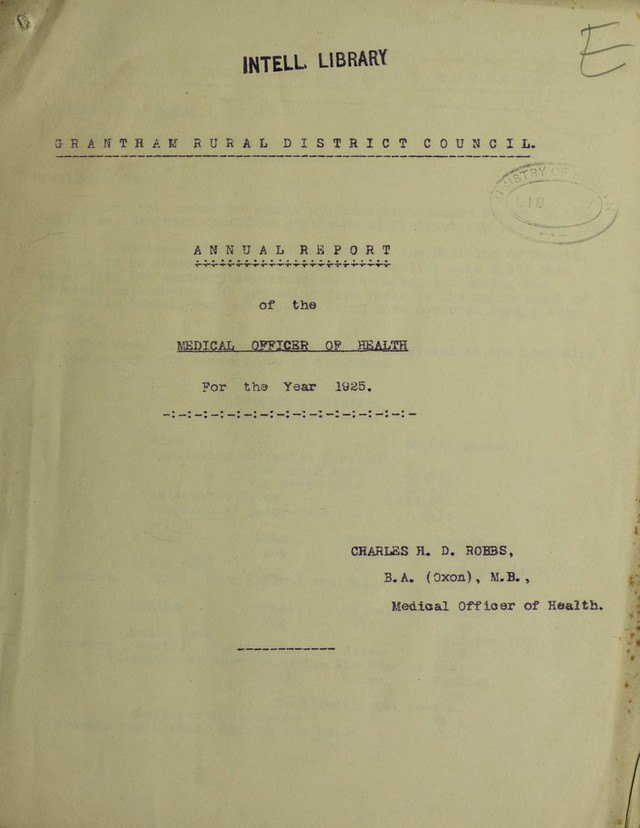 INTELL. LIBRARY
E
GRANTHAM RURAL DISTRICT COUNCIL.
ANNUAL REPORT
of the
MEDICAL OFFICER OF HEALTH
For the Year 1925.
CHARLES H. D. ROBBS,
B.A. (Oxon), M.B.,
Medical Officer of Health.